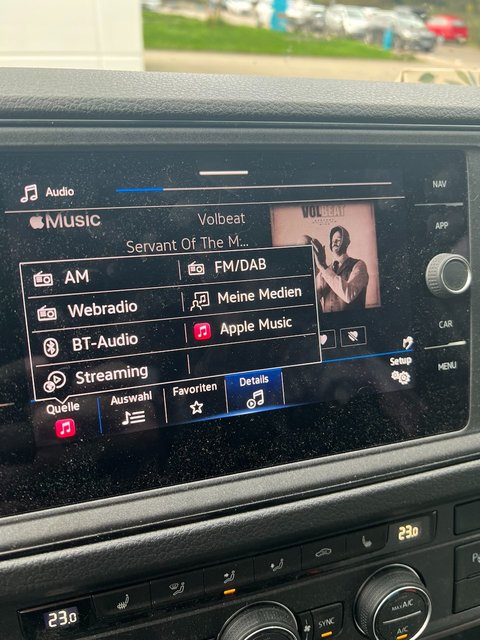 Audio
NAV
Music
Volbeat
VOLBEAT
APP
Servant Of The M...
AM
FM/DAB
Webradio
Meine Medien
BT-Audio
Apple Music
CAR
Streaming
Setup
MENU
Quelle
Auswahl
Favoriten
Details
23.0
23.0
SYNC
MAX A/C
A/C